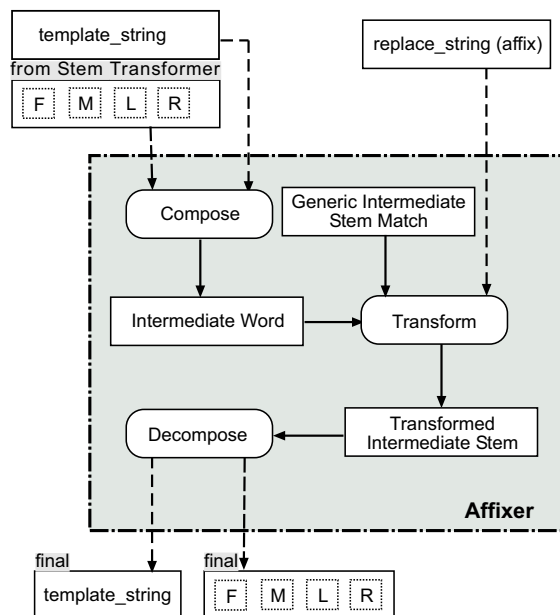 template_string
replace_string (affix)
from Stem Transformer
F M L R
Compose
Generic Intermediate
Stem Match
Intermediate Word
Transform
Decompose
Transformed
Intermediate Stem
Affixer
final
final
template_string
F M L R